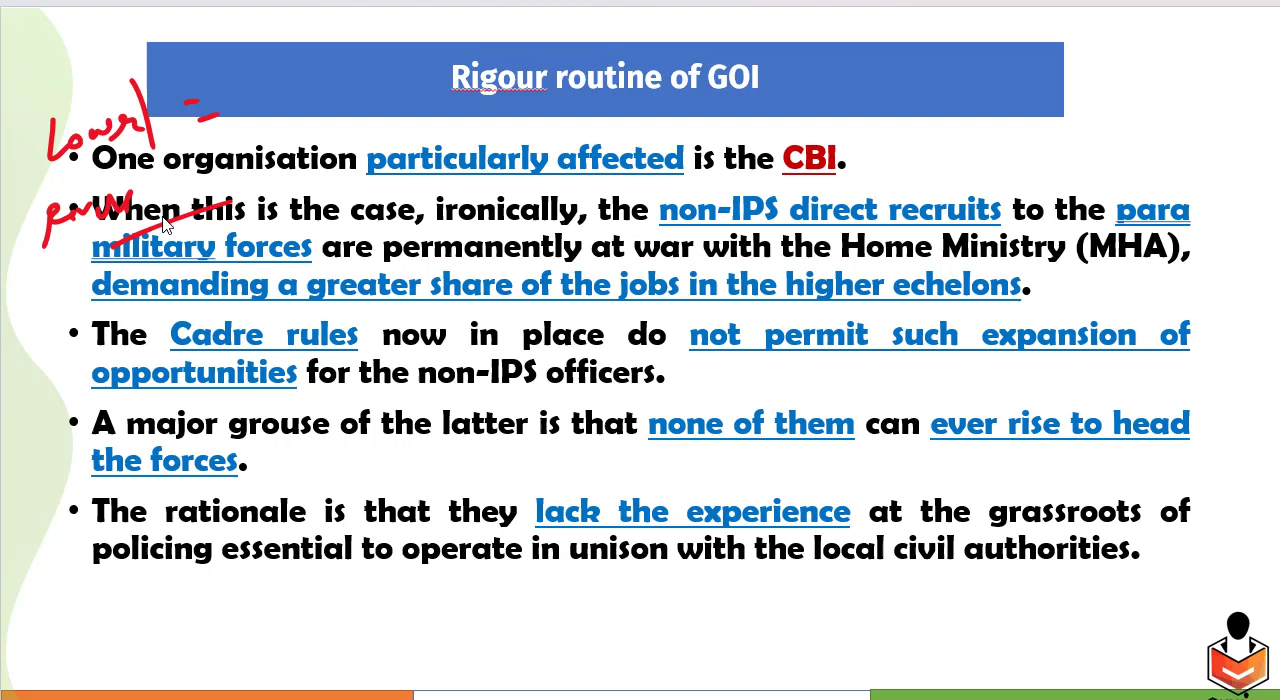 Rigour routine of GOI
Lower
• One organisation particularly affected is the CBI.
• When this is the case, ironically, the non-IPS direct recruits to the para
military forces are permanently at war with the Home Ministry (MHA),
demanding a greater share of the jobs in the higher echelons.
• The Cadre rules now in place do not permit such expansion of
opportunities for the non-IPS officers.
• A major grouse of the latter is that none of them can ever rise to head
the forces.
• The rationale is that they lack the experience at the grassroots of
policing essential to operate in unison with the local civil authorities.